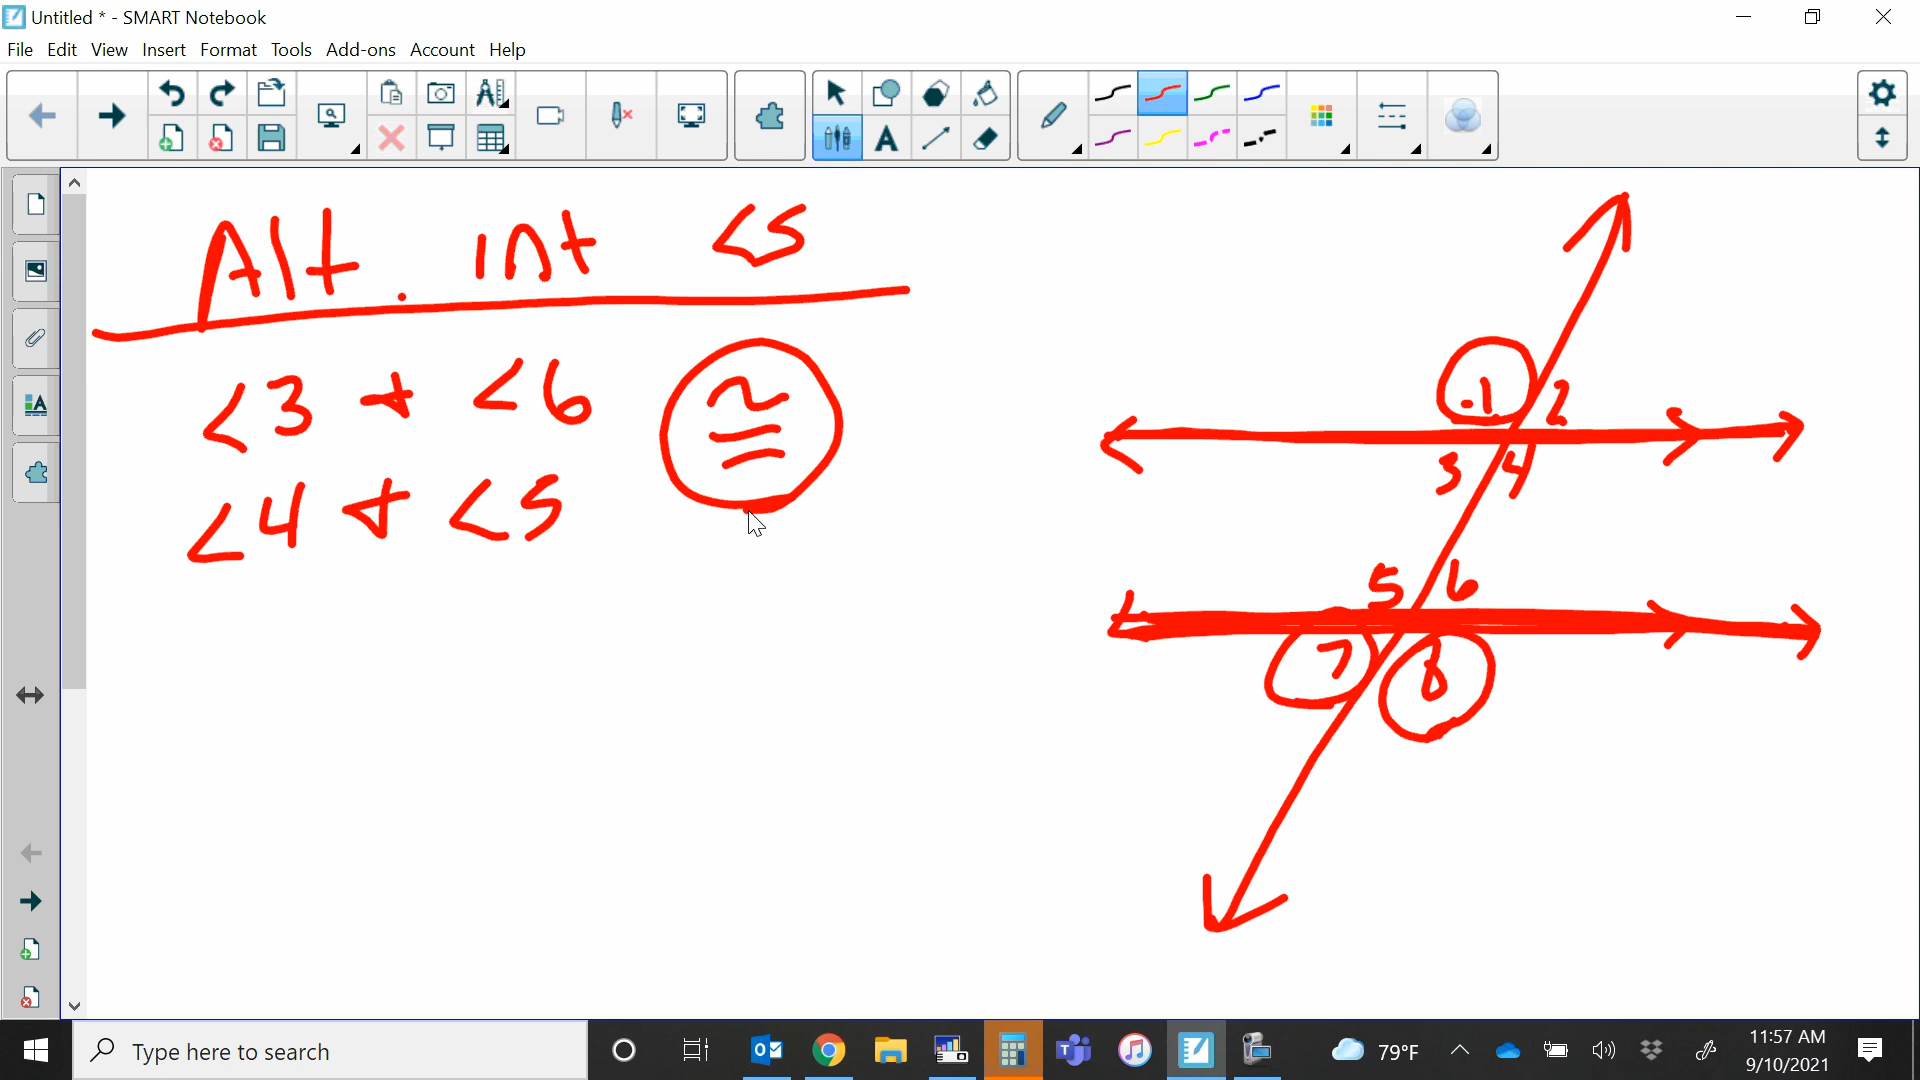 Untitled * - SMART Notebook
File Edit View Insert Format Tools Add-ons Account Help
Alt. int <s
<3 + <6 ≅
<4 + <5
1 2
3 4
5 6
7 8
Type here to search
79°F
11:57 AM
9/10/2021